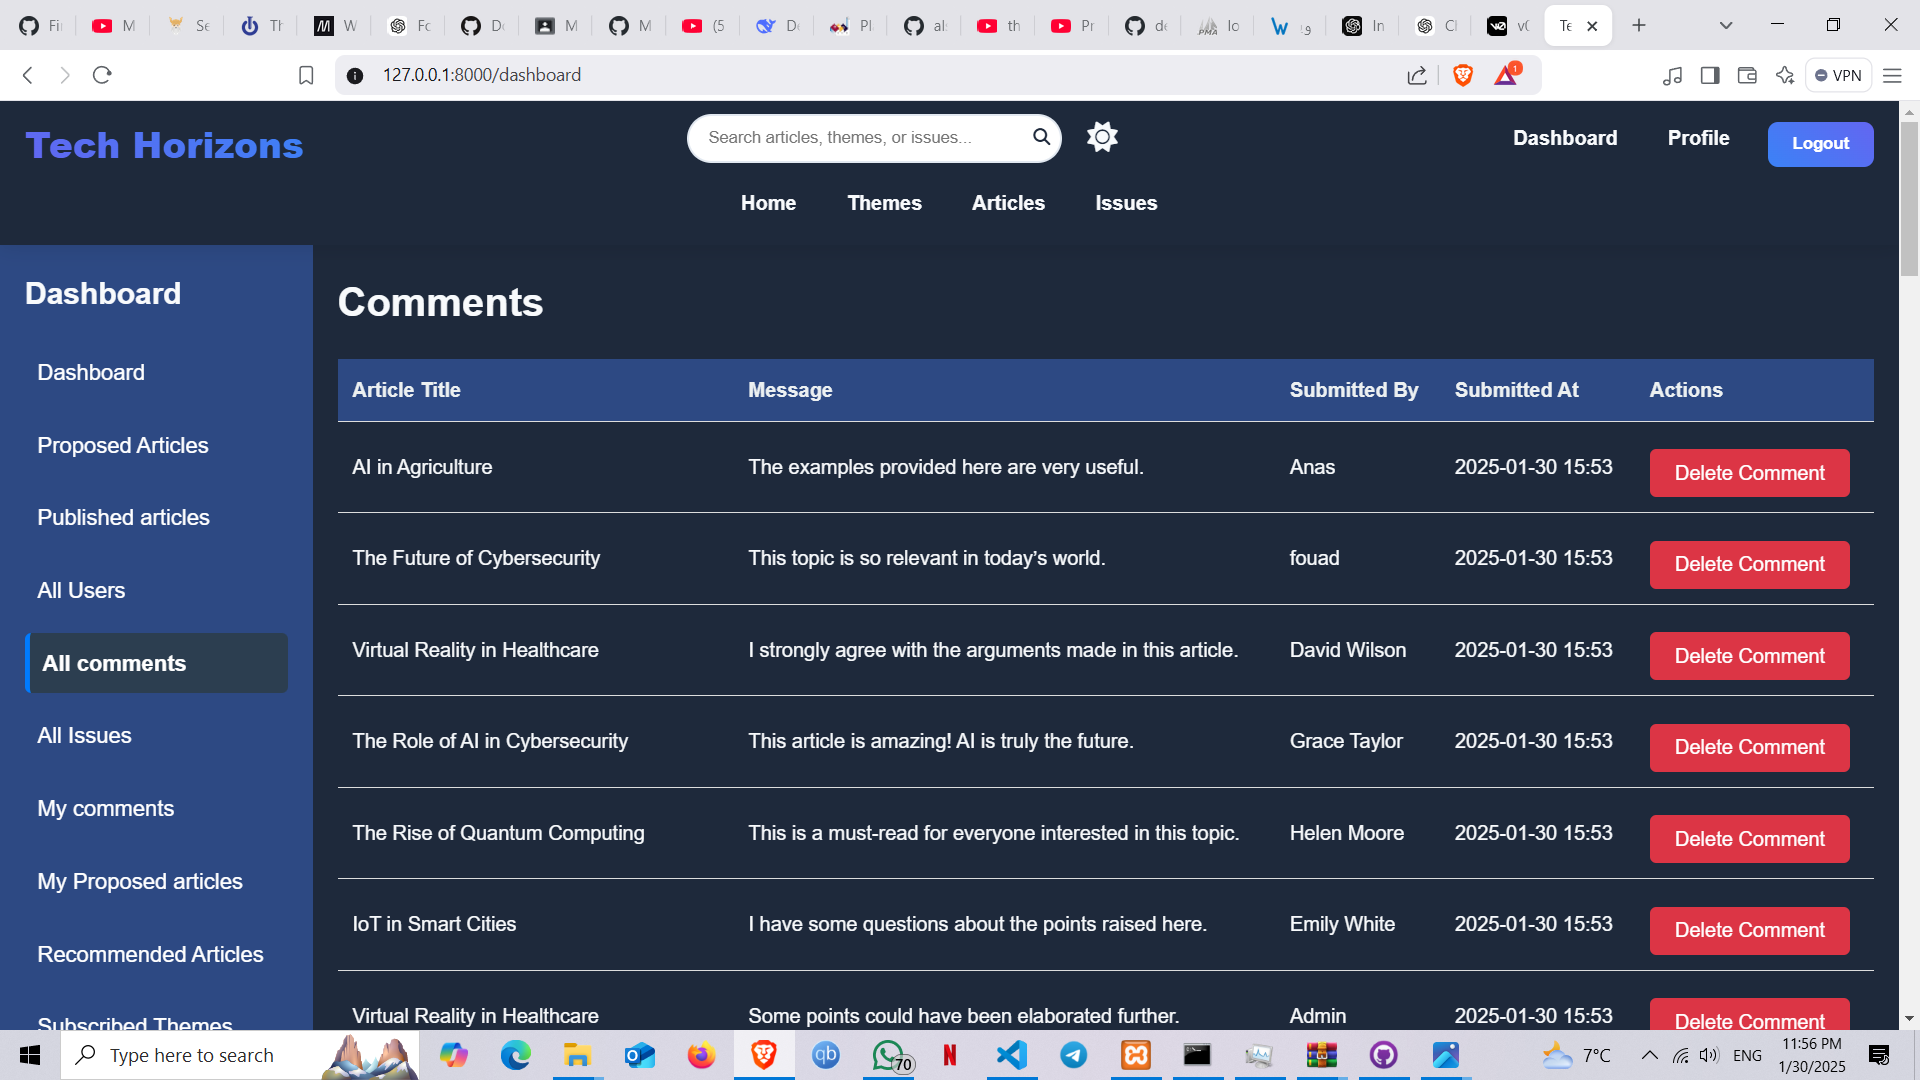 Fi
M
Se
Th
W
Fo
De
M
M
(5
De
Pl
al
th
Pr
de
lo
In
Cl
v0
Te
127.0.0.1:8000/dashboard
1
VPN
Tech Horizons
Search articles, themes, or issues...
Dashboard
Profile
Logout
Home
Themes
Articles
Issues
Dashboard
Dashboard
Proposed Articles
Published articles
All Users
All comments
All Issues
My comments
My Proposed articles
Recommended Articles
Subscribed Themes
Comments
Article Title Message Submitted By Submitted At Actions
AI in Agriculture The examples provided here are very useful. Anas 2025-01-30 15:53 Delete Comment
The Future of Cybersecurity This topic is so relevant in today’s world. fouad 2025-01-30 15:53 Delete Comment
Virtual Reality in Healthcare I strongly agree with the arguments made in this article. David Wilson 2025-01-30 15:53 Delete Comment
The Role of AI in Cybersecurity This article is amazing! AI is truly the future. Grace Taylor 2025-01-30 15:53 Delete Comment
The Rise of Quantum Computing This is a must-read for everyone interested in this topic. Helen Moore 2025-01-30 15:53 Delete Comment
IoT in Smart Cities I have some questions about the points raised here. Emily White 2025-01-30 15:53 Delete Comment
Virtual Reality in Healthcare Some points could have been elaborated further. Admin 2025-01-30 15:53 Delete Comment
Type here to search
qb
70
N
7°C
ENG
11:56 PM
1/30/2025